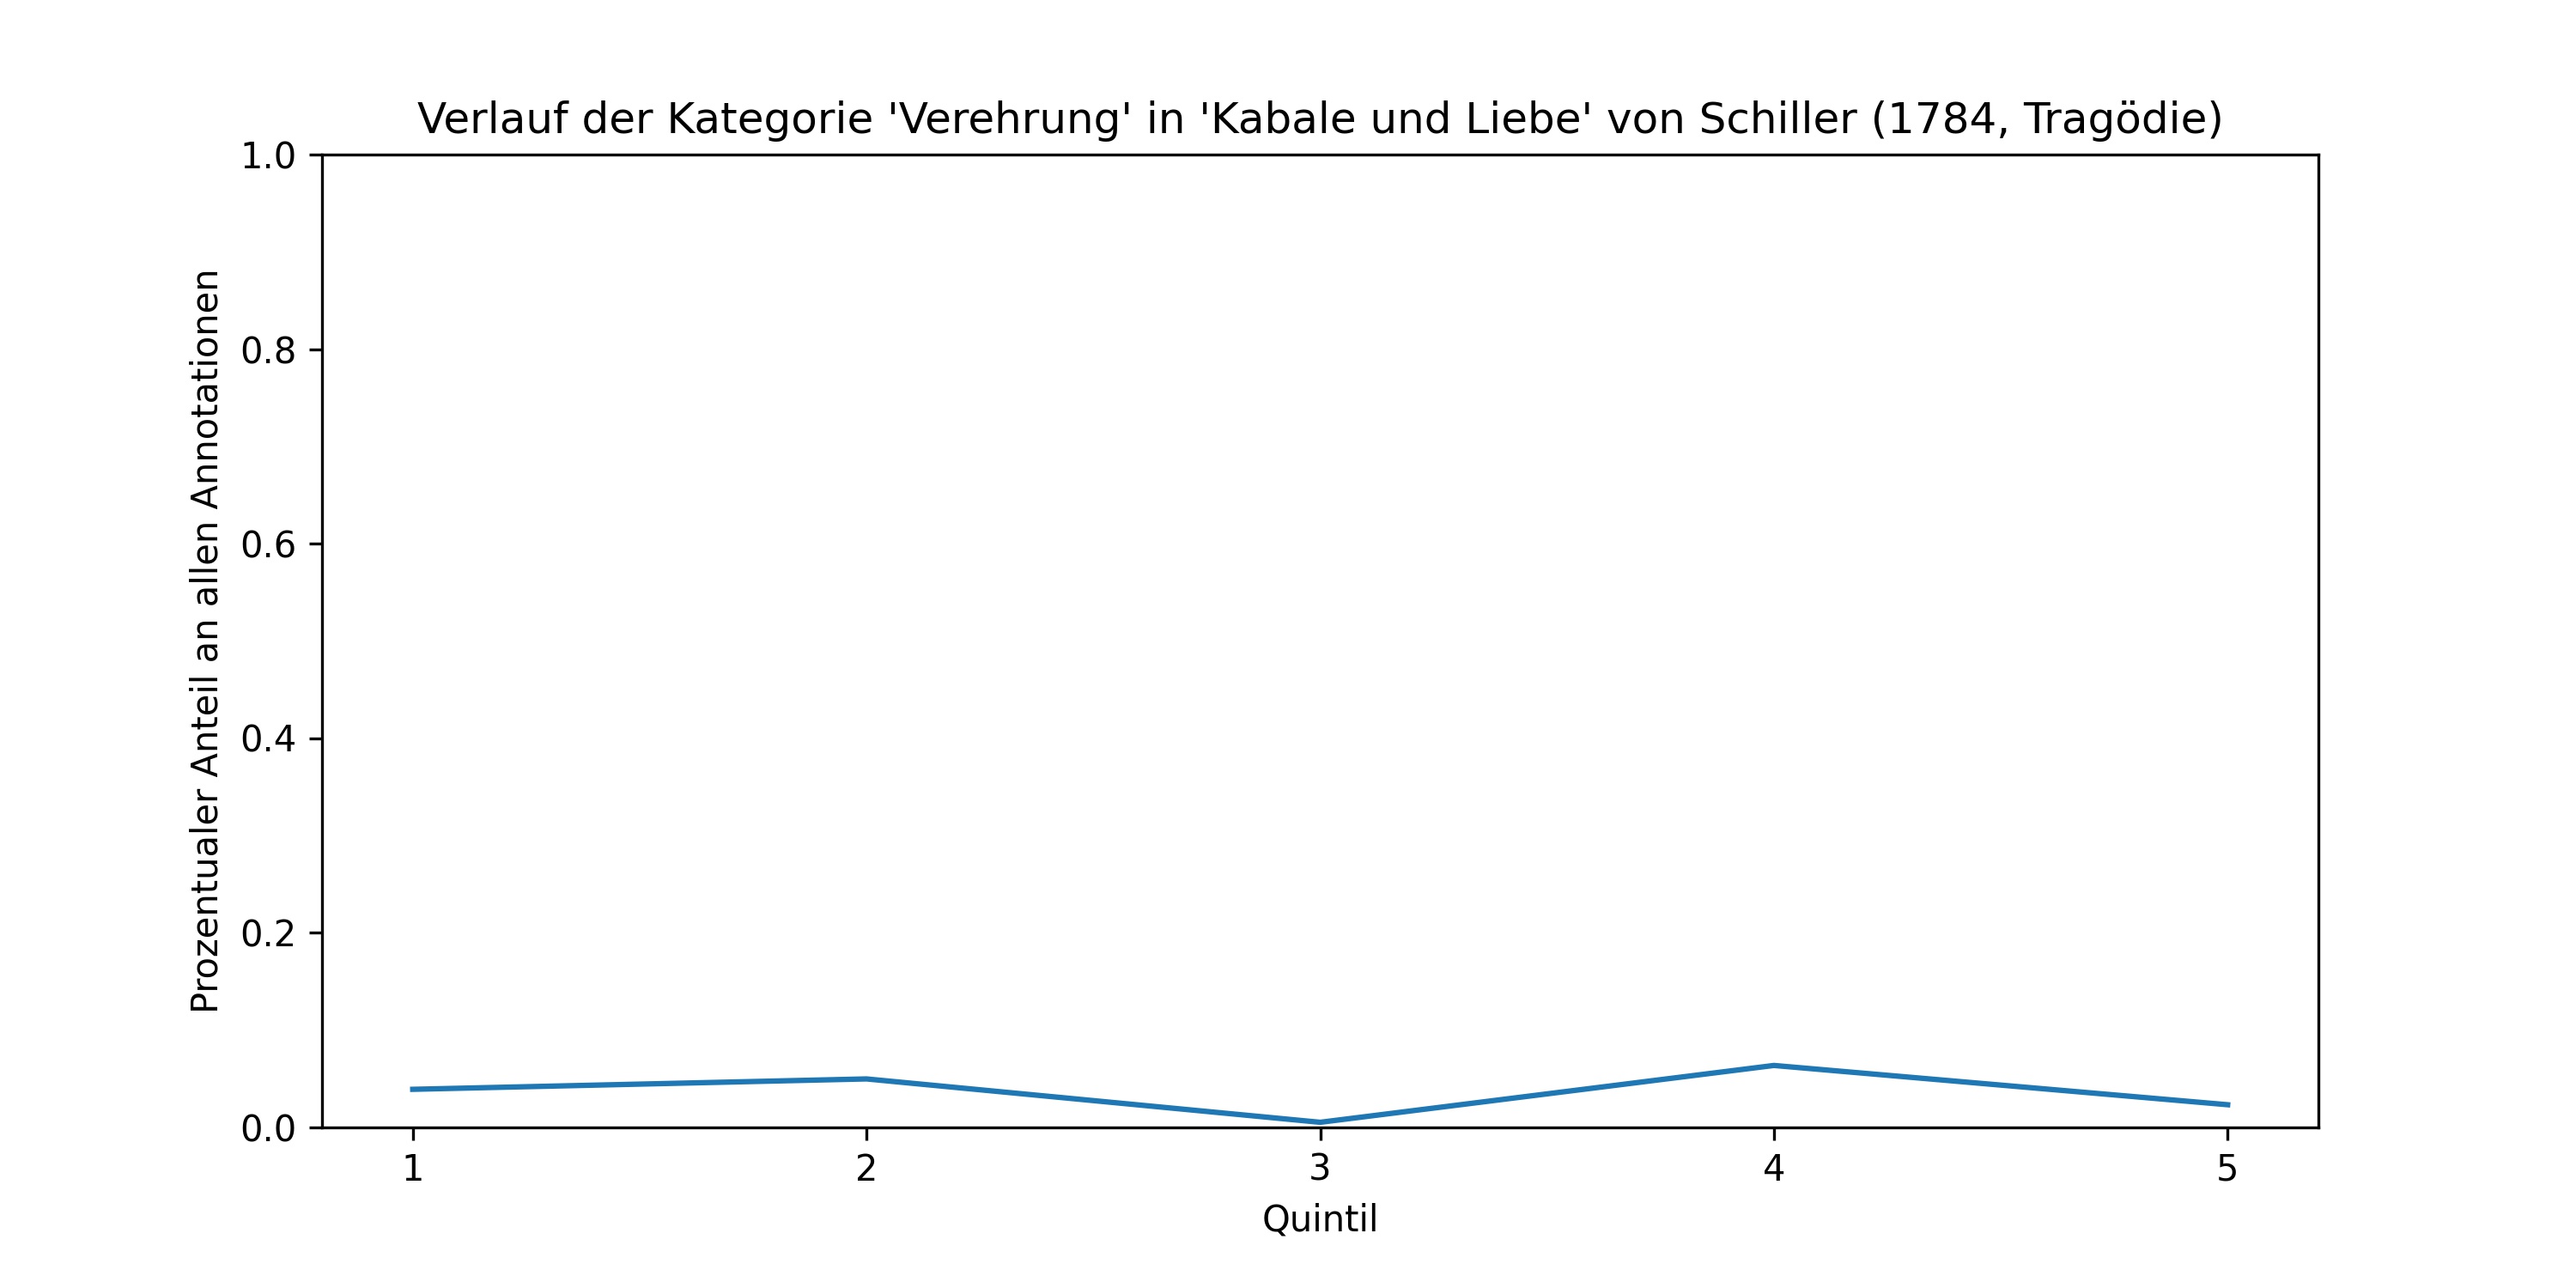 Verlauf der Kategorie 'Verehrung' in 'Kabale und Liebe' von Schiller (1784, Tragödie)
Prozentualer Anteil an allen Annotationen
1.0
0.8
0.6
0.4
0.2
0.0
1 2 3 4 5
Quintil